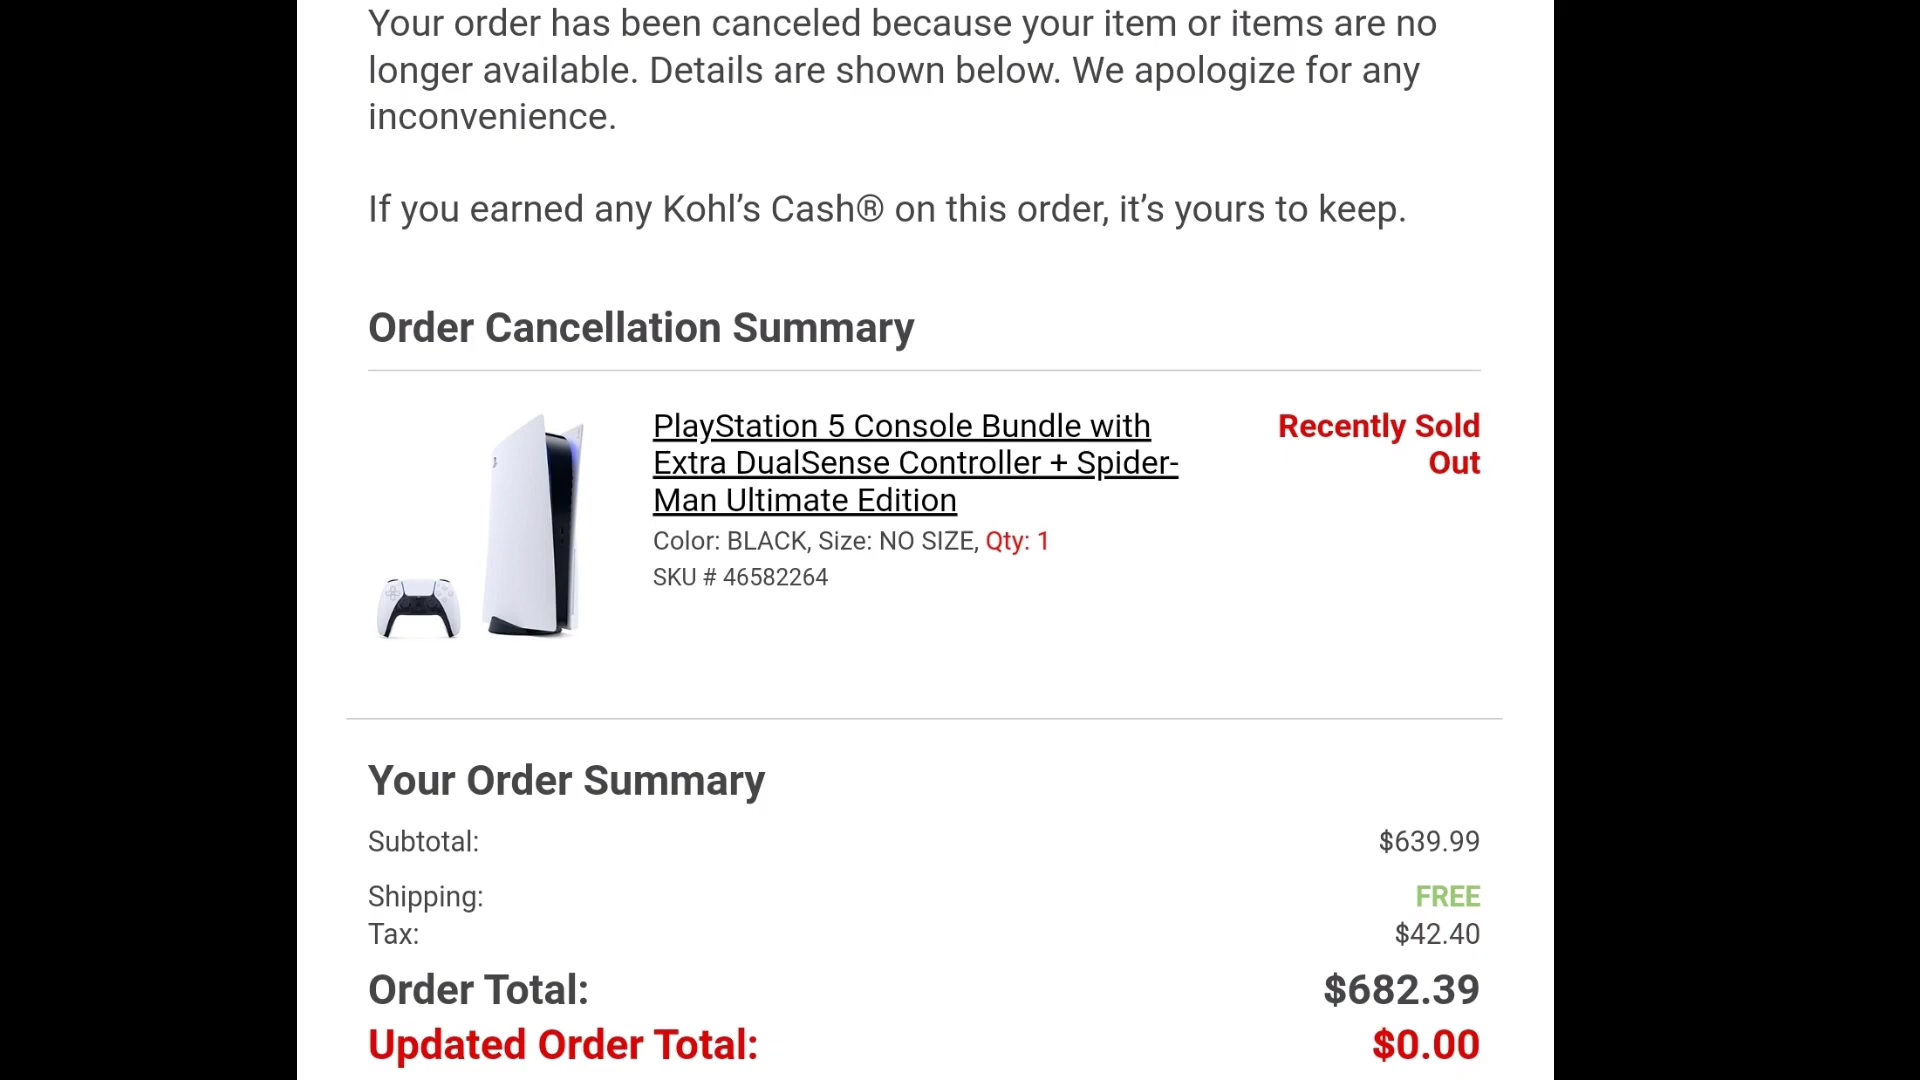 Your order has been canceled because your item or items are no
longer available. Details are shown below. We apologize for any
inconvenience.
If you earned any Kohl’s Cash® on this order, it’s yours to keep.
Order Cancellation Summary
PlayStation 5 Console Bundle with
Extra DualSense Controller + Spider-
Man Ultimate Edition
Color: BLACK, Size: NO SIZE, Qty: 1
SKU # 46582264
Recently Sold
Out
Your Order Summary
Subtotal: $639.99
Shipping: FREE
Tax: $42.40
Order Total: $682.39
Updated Order Total: $0.00